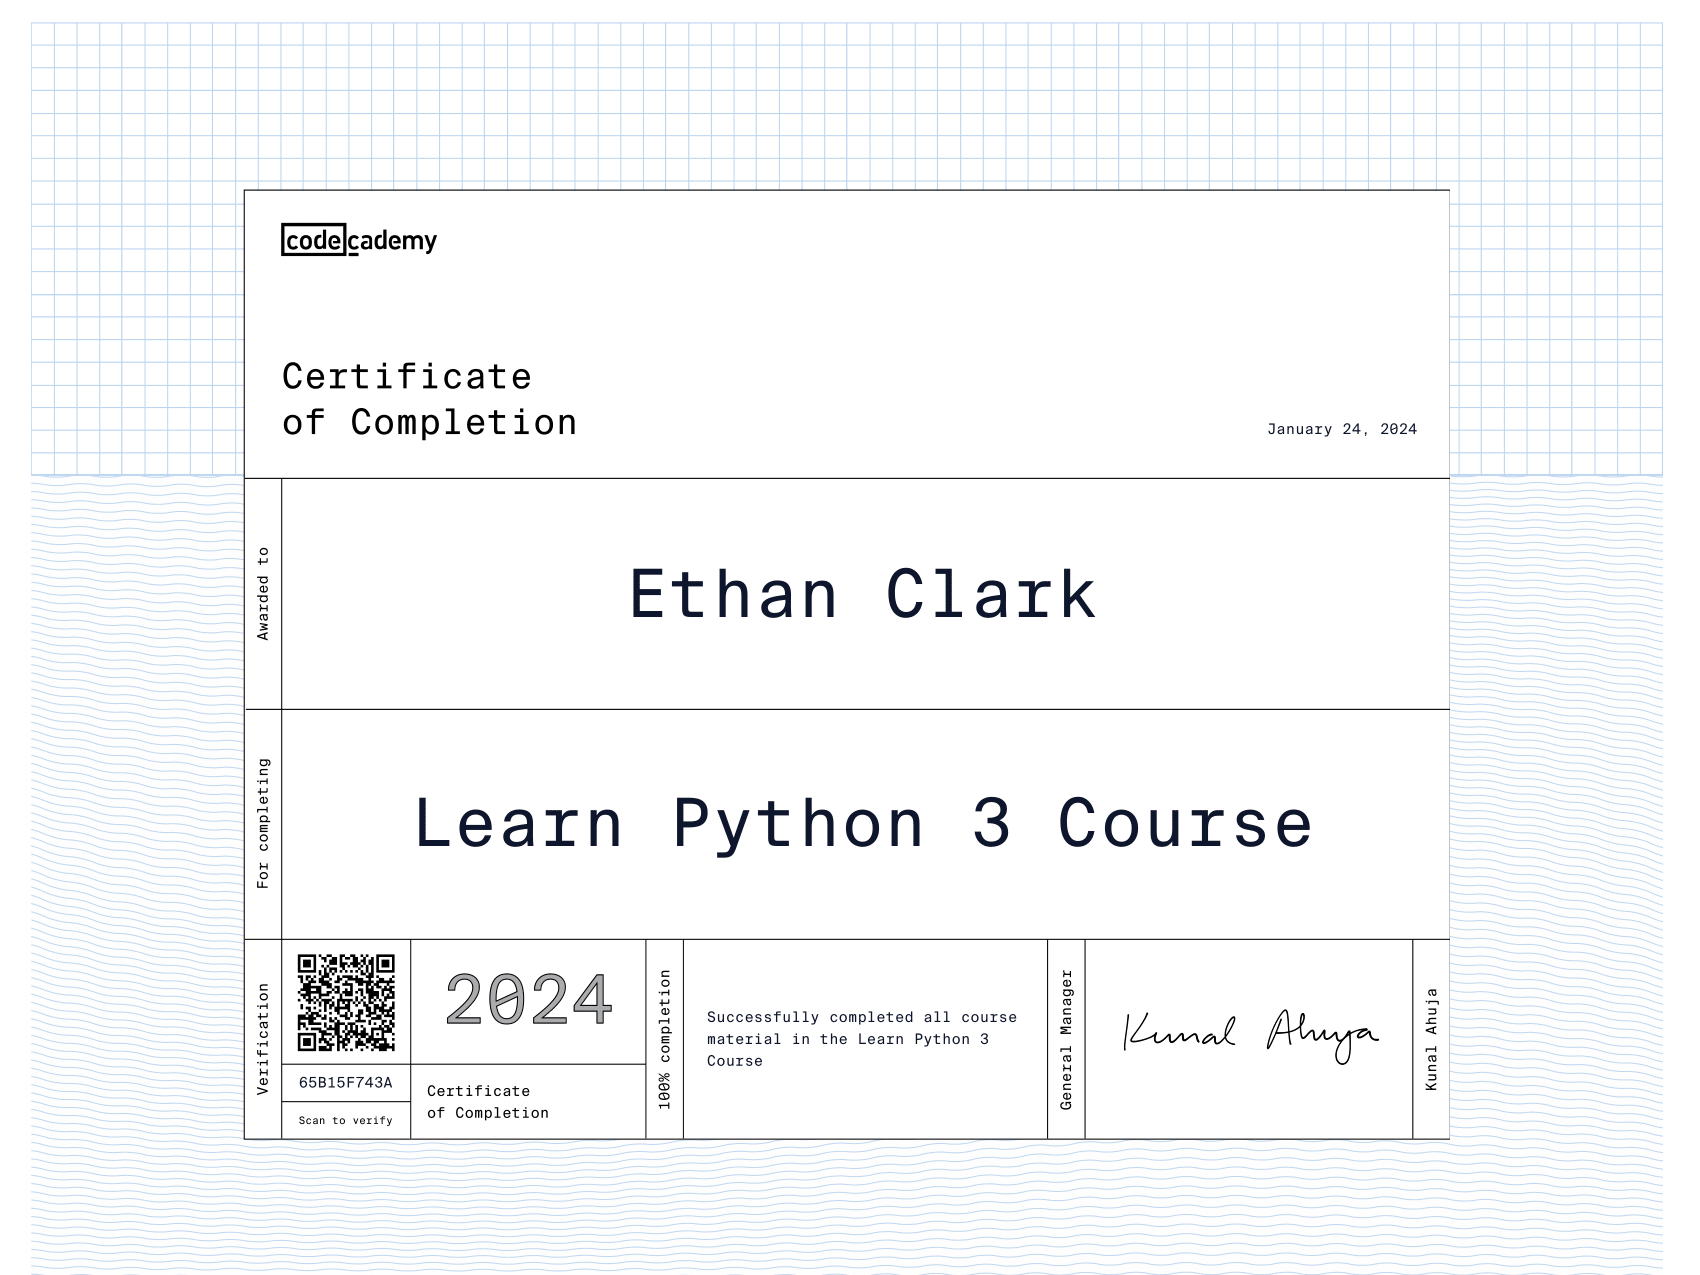 codecademy
Certificate
of Completion
January 24, 2024
Awarded to
Ethan Clark
For completing
Learn Python 3 Course
Verification
65B15F743A
Scan to verify
2024
Certificate
of Completion
100% completion
Successfully completed all course
material in the Learn Python 3
Course
General Manager
Kunal Ahuja
Kunal Ahuja